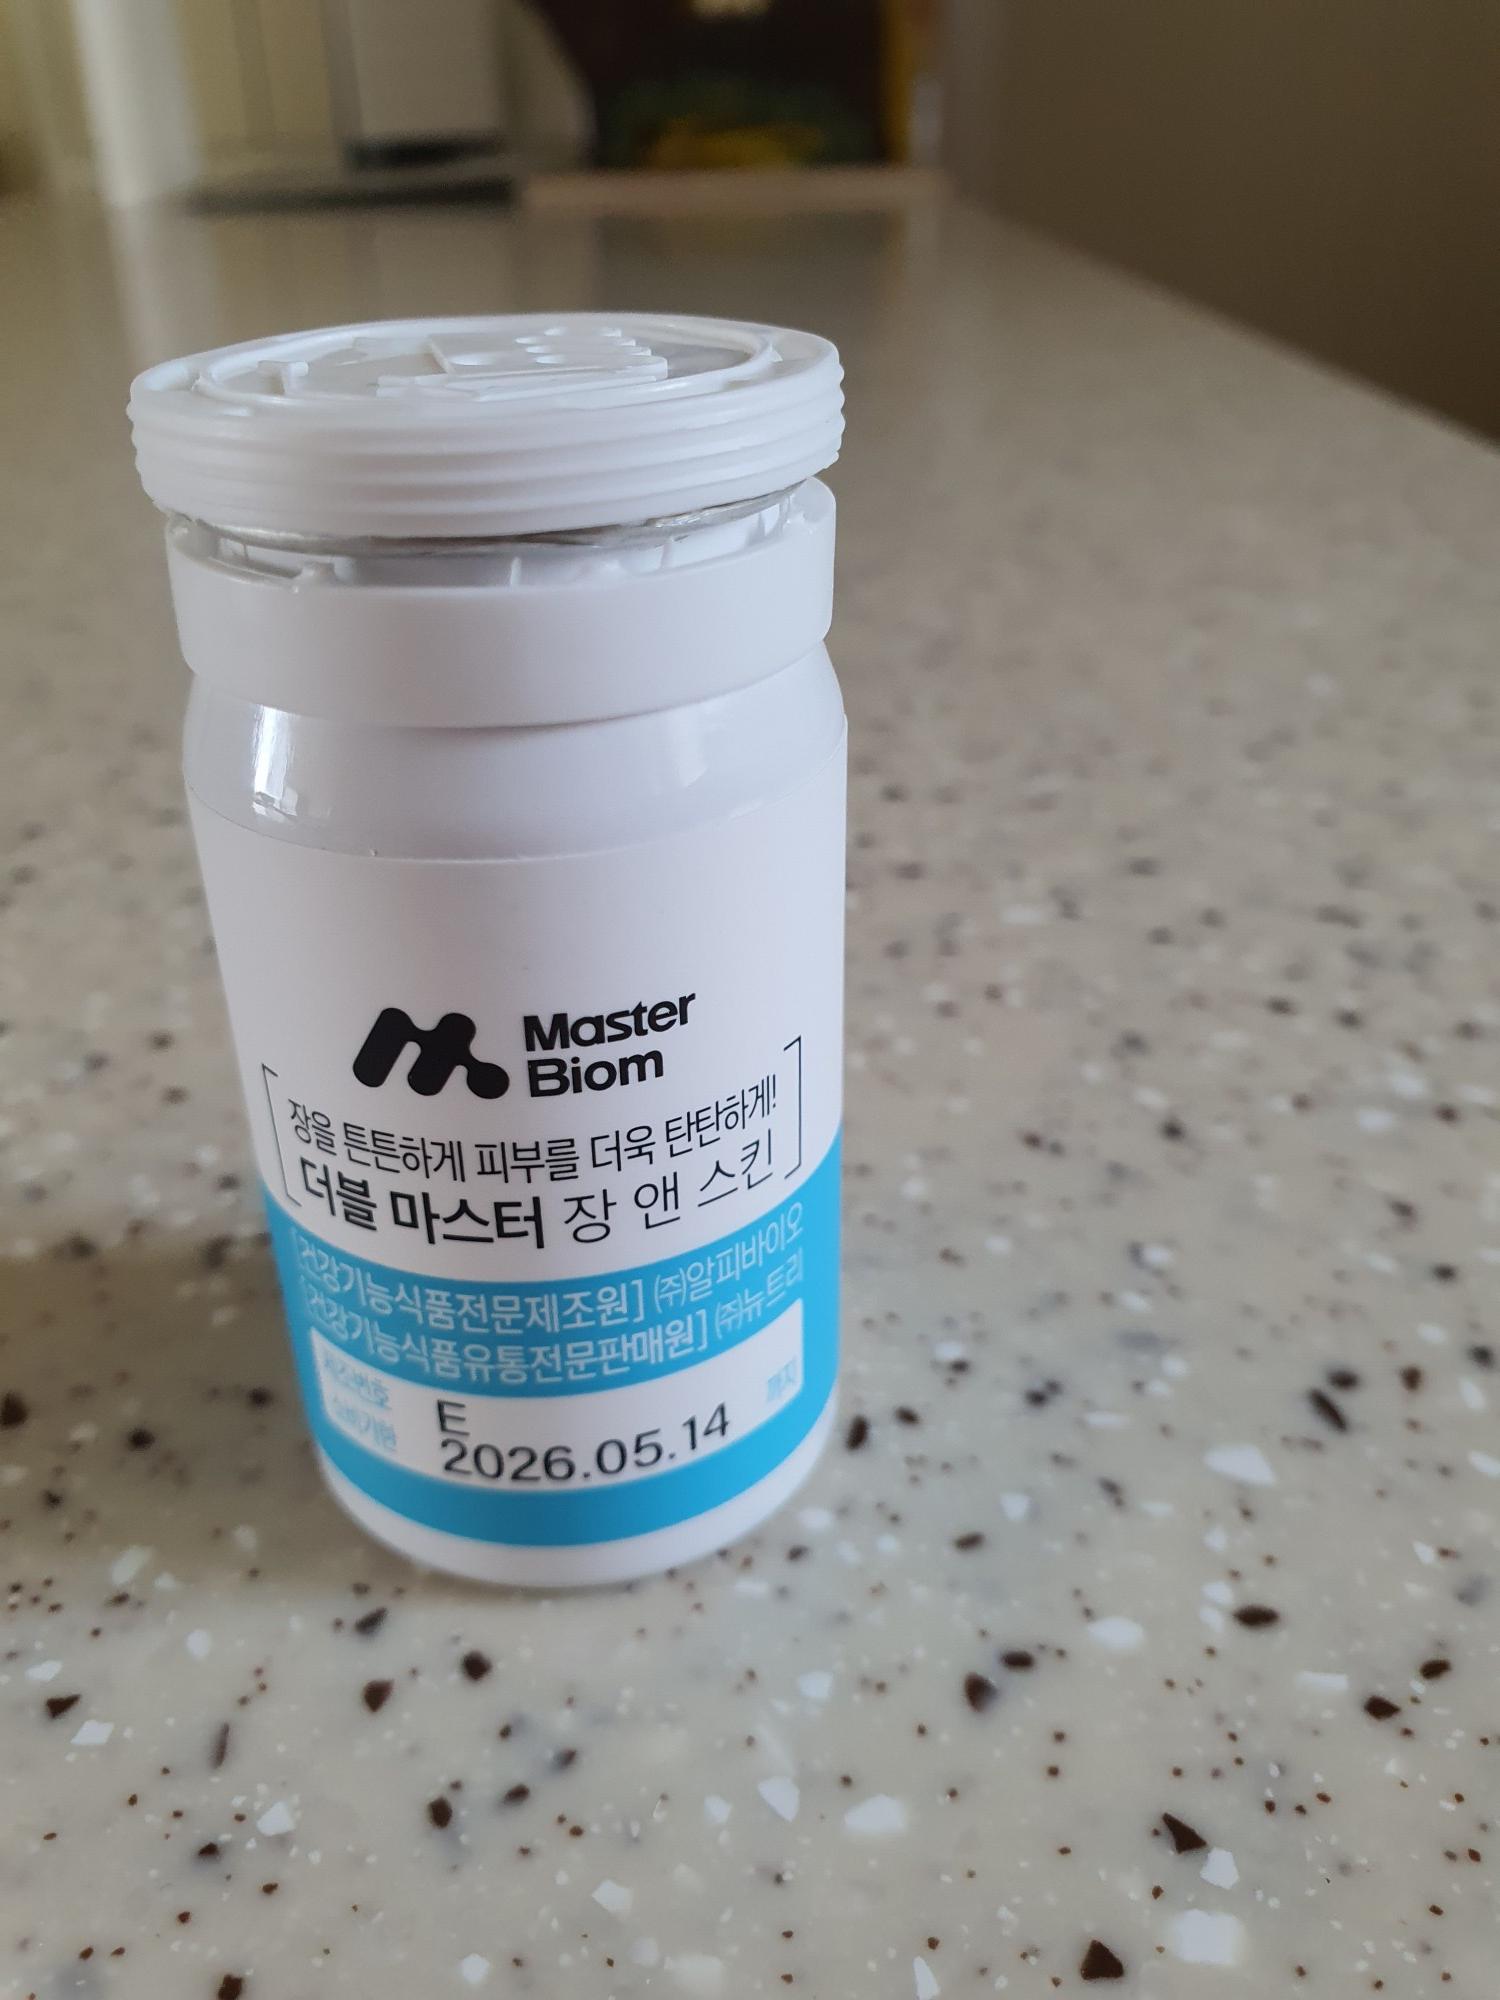 Master
Biom
장을 튼튼하게 피부를 더욱 탄탄하게!
더블 마스터 장 앤 스킨
[건강기능식품전문제조원] (주)알피바이오
[건강기능식품유통전문판매원] (주)뉴트리
제조번호 E
소비기한 2026.05.14 까지